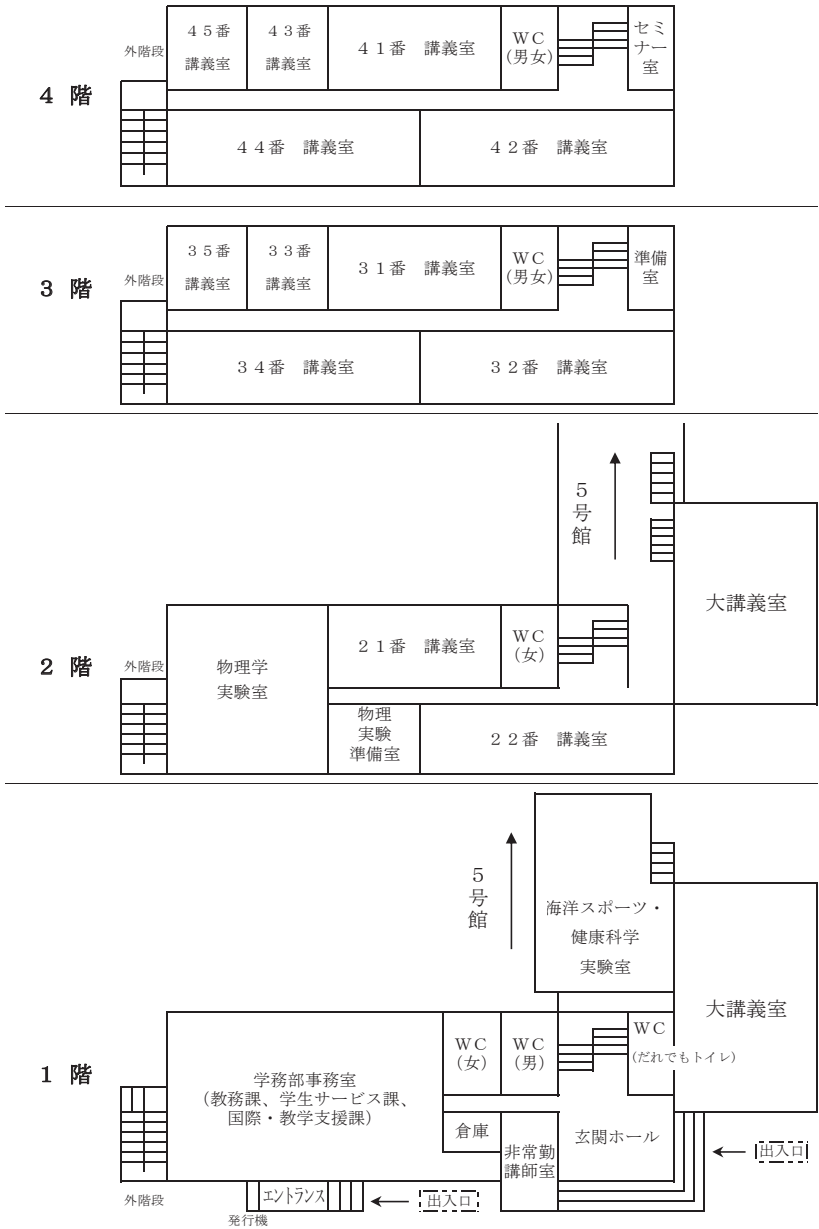 ４５番
講義室
４３番
講義室
４１番　講義室
ＷＣ
(男女)
セミ
ナー
室
外階段
４ 階
４４番　講義室
４２番　講義室
３５番
講義室
３３番
講義室
３１番　講義室
ＷＣ
(男女)
準備
室
外階段
３ 階
３４番　講義室
３２番　講義室
５号館
大講義室
２ 階
外階段
物理学
実験室
２１番　講義室
ＷＣ
(女)
物理
実験
準備室
２２番　講義室
５号館
海洋スポーツ・
健康科学
実験室
大講義室
１ 階
学務部事務室
(教務課、学生サービス課、
国際・教学支援課)
ＷＣ
(女)
ＷＣ
(男)
ＷＣ
(だれでもトイレ)
倉庫
非常勤
講師室
玄関ホール
出入口
外階段
エントランス
出入口
発行機